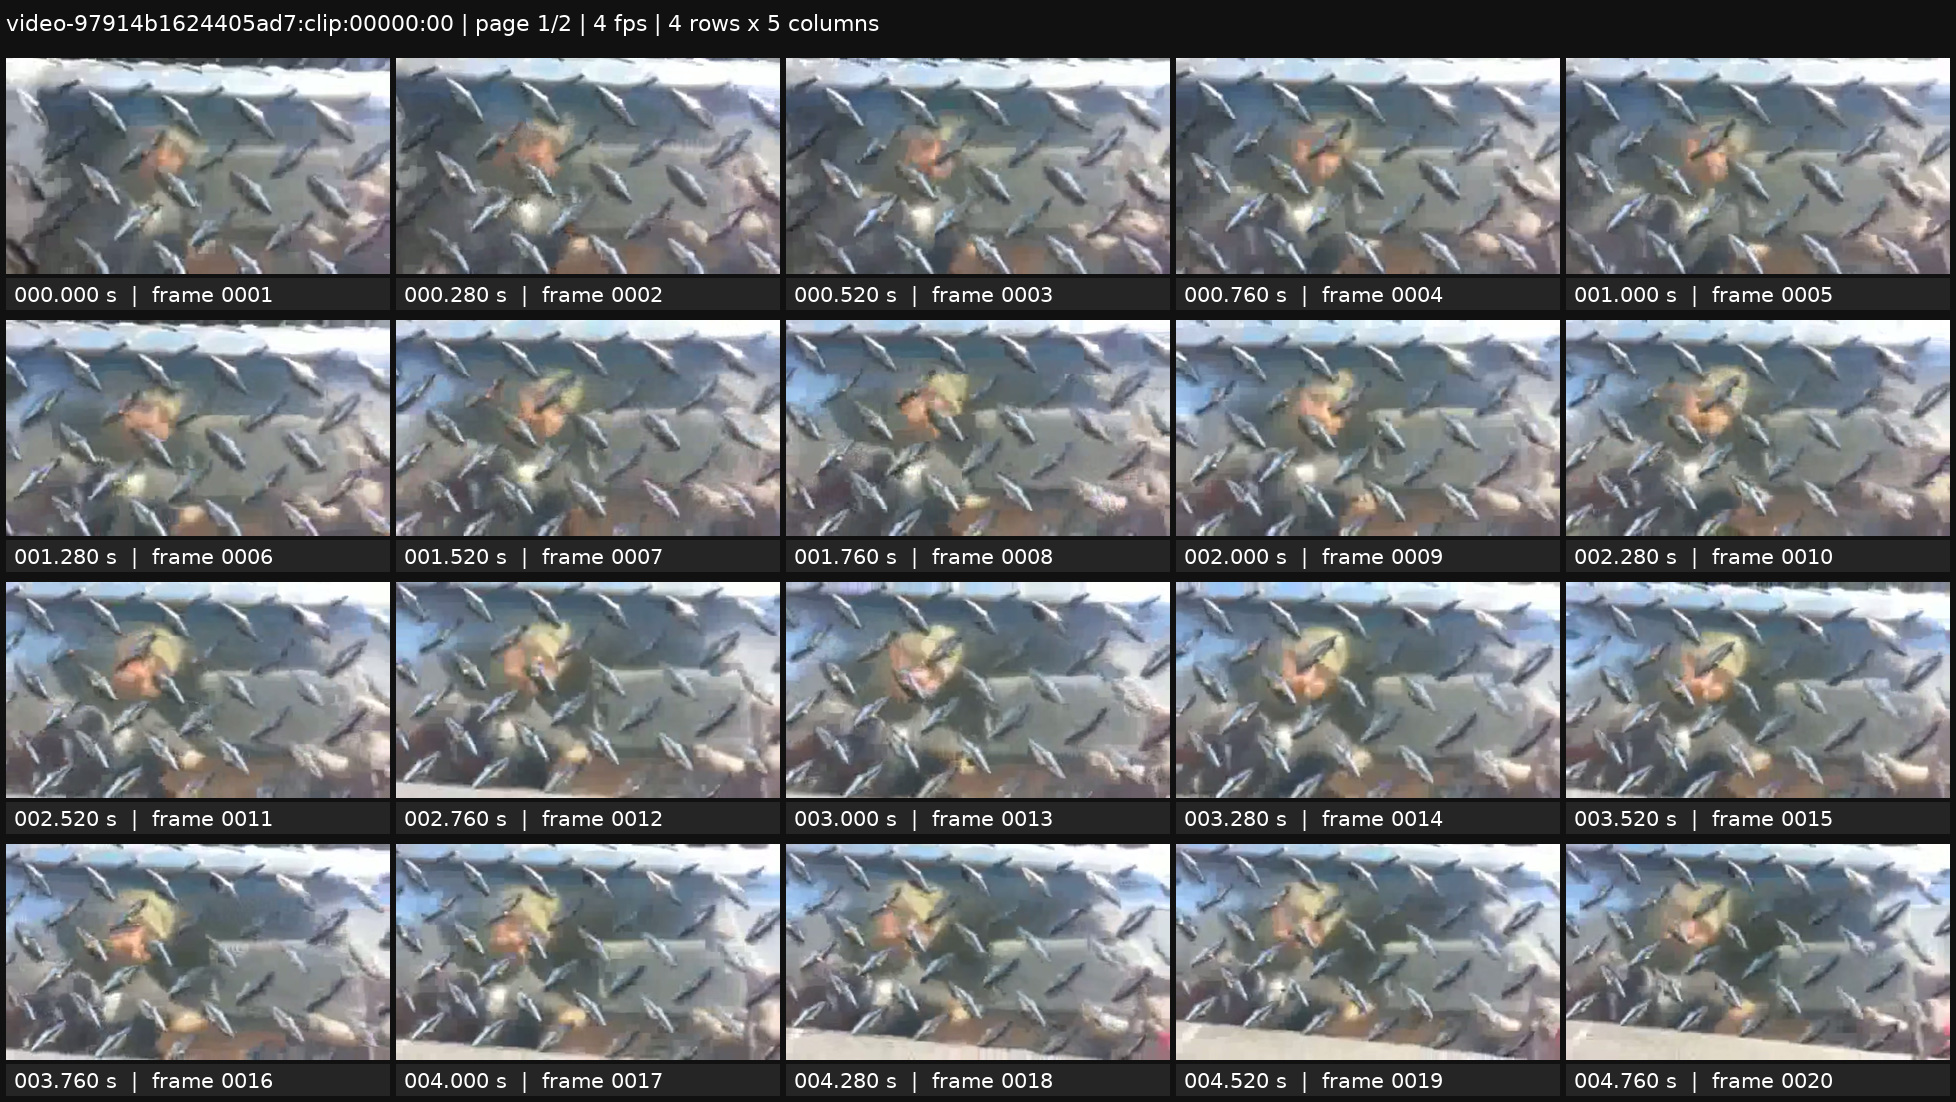 video-97914b1624405ad7:clip:00000:00 | page 1/2 | 4 fps | 4 rows x 5 columns
000.000 s | frame 0001
000.280 s | frame 0002
000.520 s | frame 0003
000.760 s | frame 0004
001.000 s | frame 0005
001.280 s | frame 0006
001.520 s | frame 0007
001.760 s | frame 0008
002.000 s | frame 0009
002.280 s | frame 0010
002.520 s | frame 0011
002.760 s | frame 0012
003.000 s | frame 0013
003.280 s | frame 0014
003.520 s | frame 0015
003.760 s | frame 0016
004.000 s | frame 0017
004.280 s | frame 0018
004.520 s | frame 0019
004.760 s | frame 0020